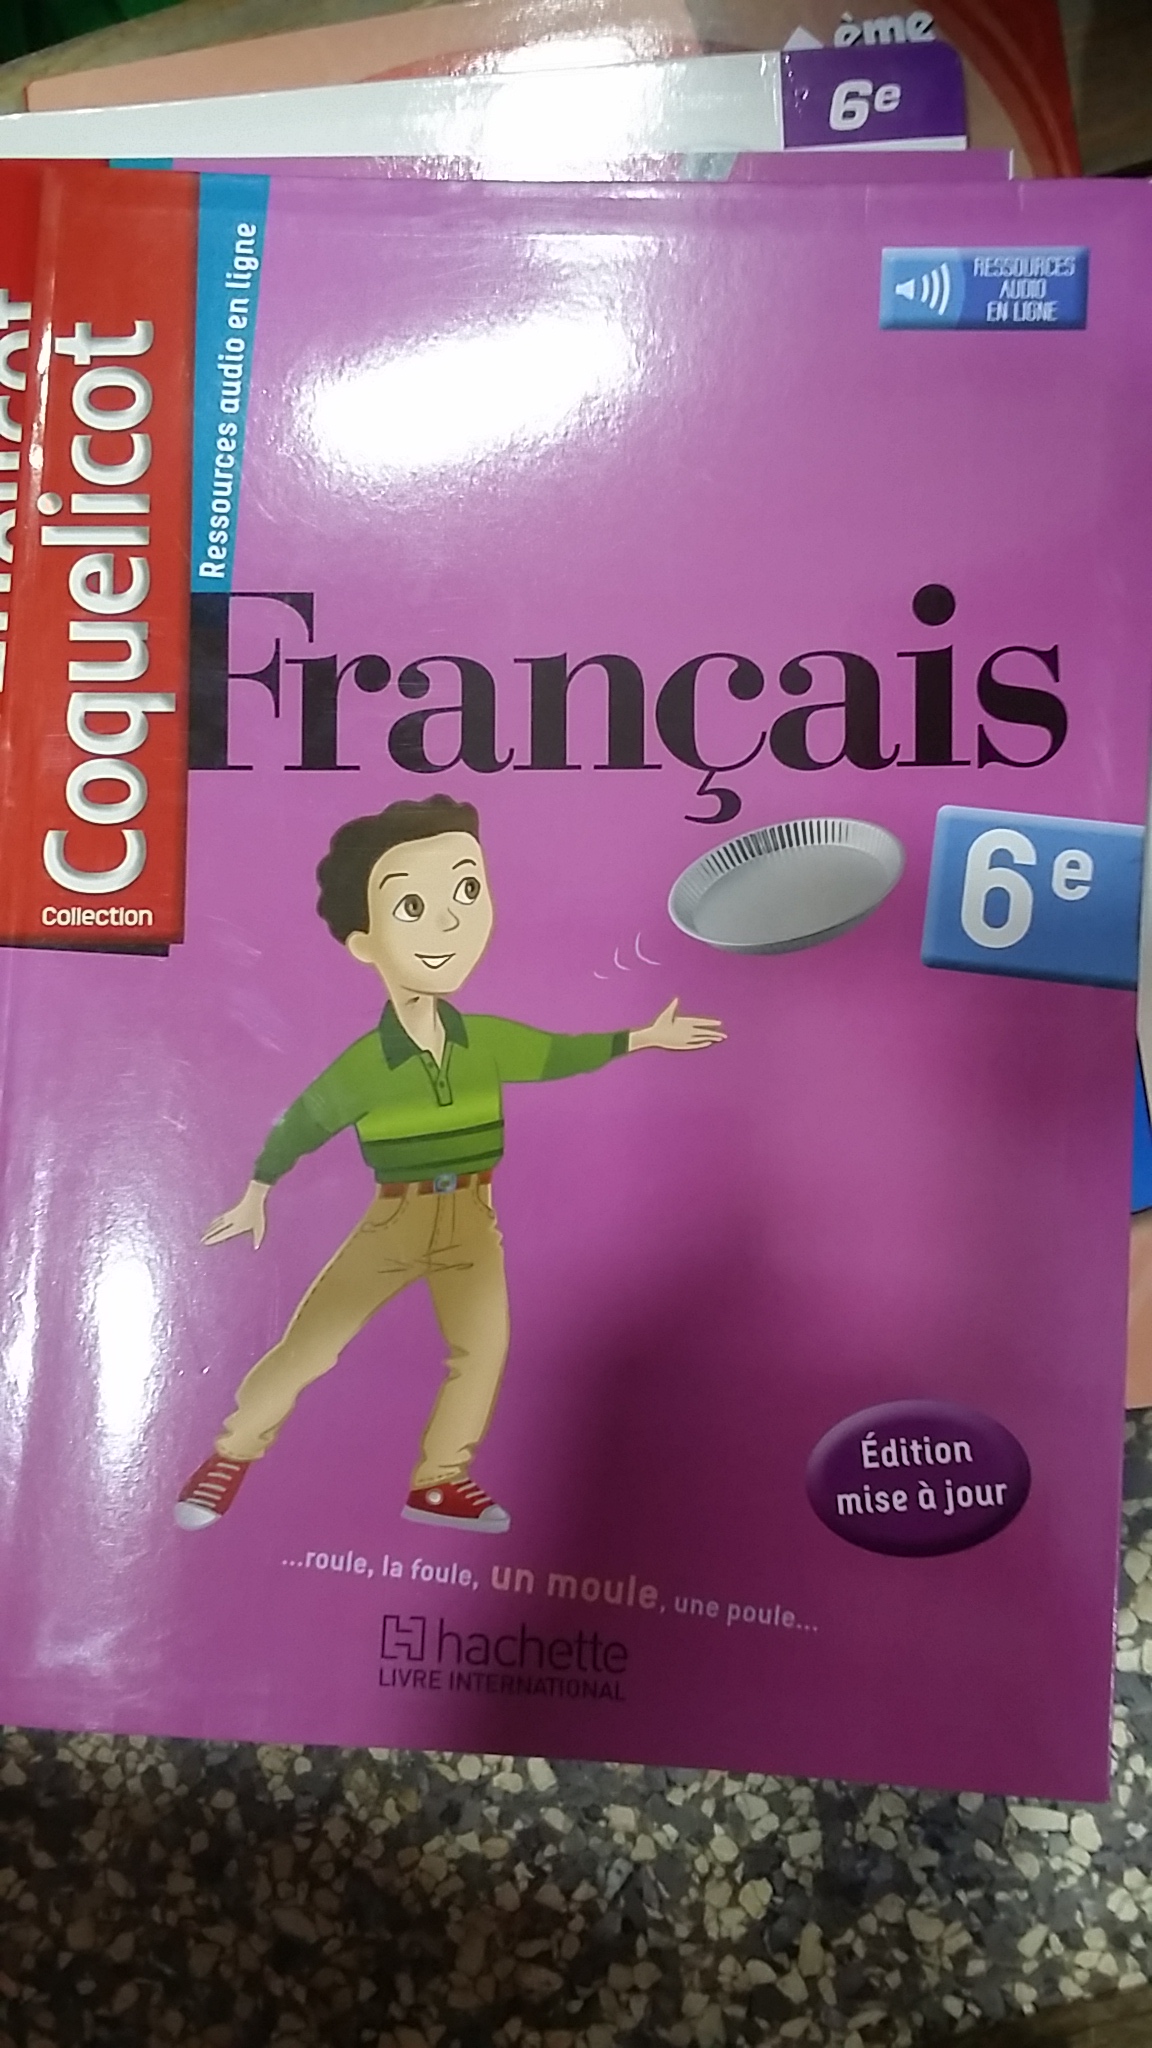 ème
6e
Coquelicot
Collection
Ressources audio en ligne
RESSOURCES
AUDIO
EN LIGNE
Français
6e
Édition
mise à jour
...roule, la foule, un moule, une poule...
hachette
LIVRE INTERNATIONAL